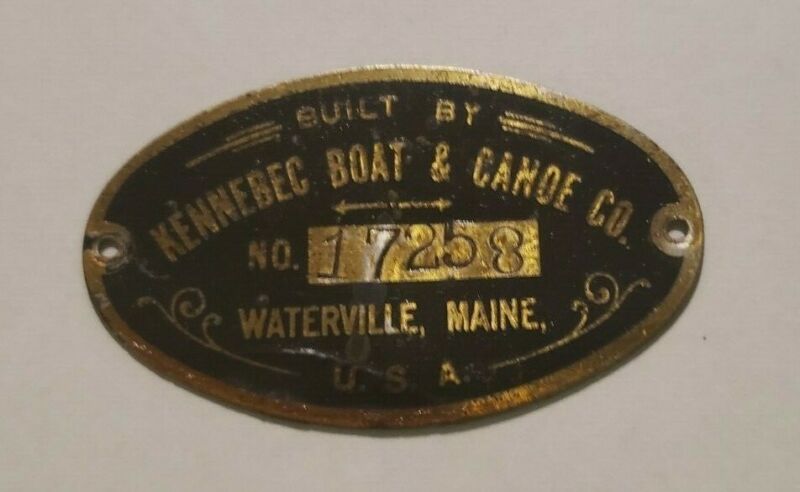 BUILT BY
KENNEBEC BOAT & CANOE CO.
NO. 17258
WATERVILLE, MAINE,
U. S. A.